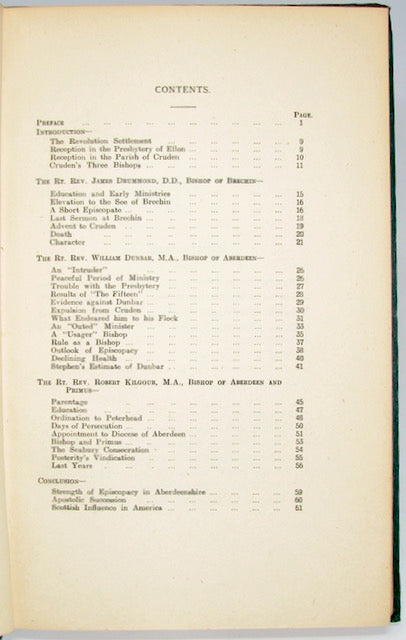 CONTENTS.
PAGE.
PREFACE ... ... ... ... ... ... ... ... ... 1
INTRODUCTION—
The Revolution Settlement ... ... ... ... ... 9
Reception in the Presbytery of Ellon ... ... ... ... 9
Reception in the Parish of Cruden ... ... ... ... 10
Cruden's Three Bishops ... ... ... ... ... ... 11
THE RT. REV. JAMES DRUMMOND, D.D., BISHOP OF BRECHIN—
Education and Early Ministries ... ... ... ... 15
Elevation to the See of Brechin ... ... ... ... 16
A Short Episcopate ... ... ... ... ... ... 16
Last Sermon at Brechin ... ... ... ... ... 18
Advent to Cruden ... ... ... ... ... ... 19
Death ... ... ... ... ... ... ... 20
Character ... ... ... ... ... ... ... 21
THE RT. REV. WILLIAM DUNBAR, M.A., BISHOP OF ABERDEEN—
An "Intruder" ... ... ... ... ... ... 25
Peaceful Period of Ministry ... ... ... ... ... 26
Trouble with the Presbytery ... ... ... ... ... 27
Results of "The Fifteen" ... ... ... ... ... 28
Evidence against Dunbar ... ... ... ... ... 29
Expulsion from Cruden ... ... ... ... ... 30
What Endeared him to his Flock ... ... ... ... 31
An "Outed" Minister ... ... ... ... ... 33
A "Usager" Bishop ... ... ... ... ... 35
Rule as a Bishop ... ... ... ... ... ... 37
Outlook of Episcopacy ... ... ... ... ... 38
Declining Health ... ... ... ... ... ... 40
Stephen's Estimate of Dunbar ... ... ... ... ... 41
THE RT. REV. ROBERT KILGOUR, M.A., BISHOP OF ABERDEEN AND
PRIMUS—
Parentage ... ... ... ... ... ... ... 45
Education ... ... ... ... ... ... ... 47
Ordination to Peterhead ... ... ... ... ... 48
Days of Persecution ... ... ... ... ... ... 50
Appointment to Diocese of Aberdeen ... ... ... ... 51
Bishop and Primus ... ... ... ... ... ... 53
The Seabury Consecration ... ... ... ... ... 54
Posterity's Vindication ... ... ... ... ... 55
Last Years ... ... ... ... ... ... ... 56
CONCLUSION—
Strength of Episcopacy in Aberdeenshire ... ... ... ... 59
Apostolic Succession ... ... ... ... ... ... 60
Scottish Influence in America ... ... ... ... ... 61